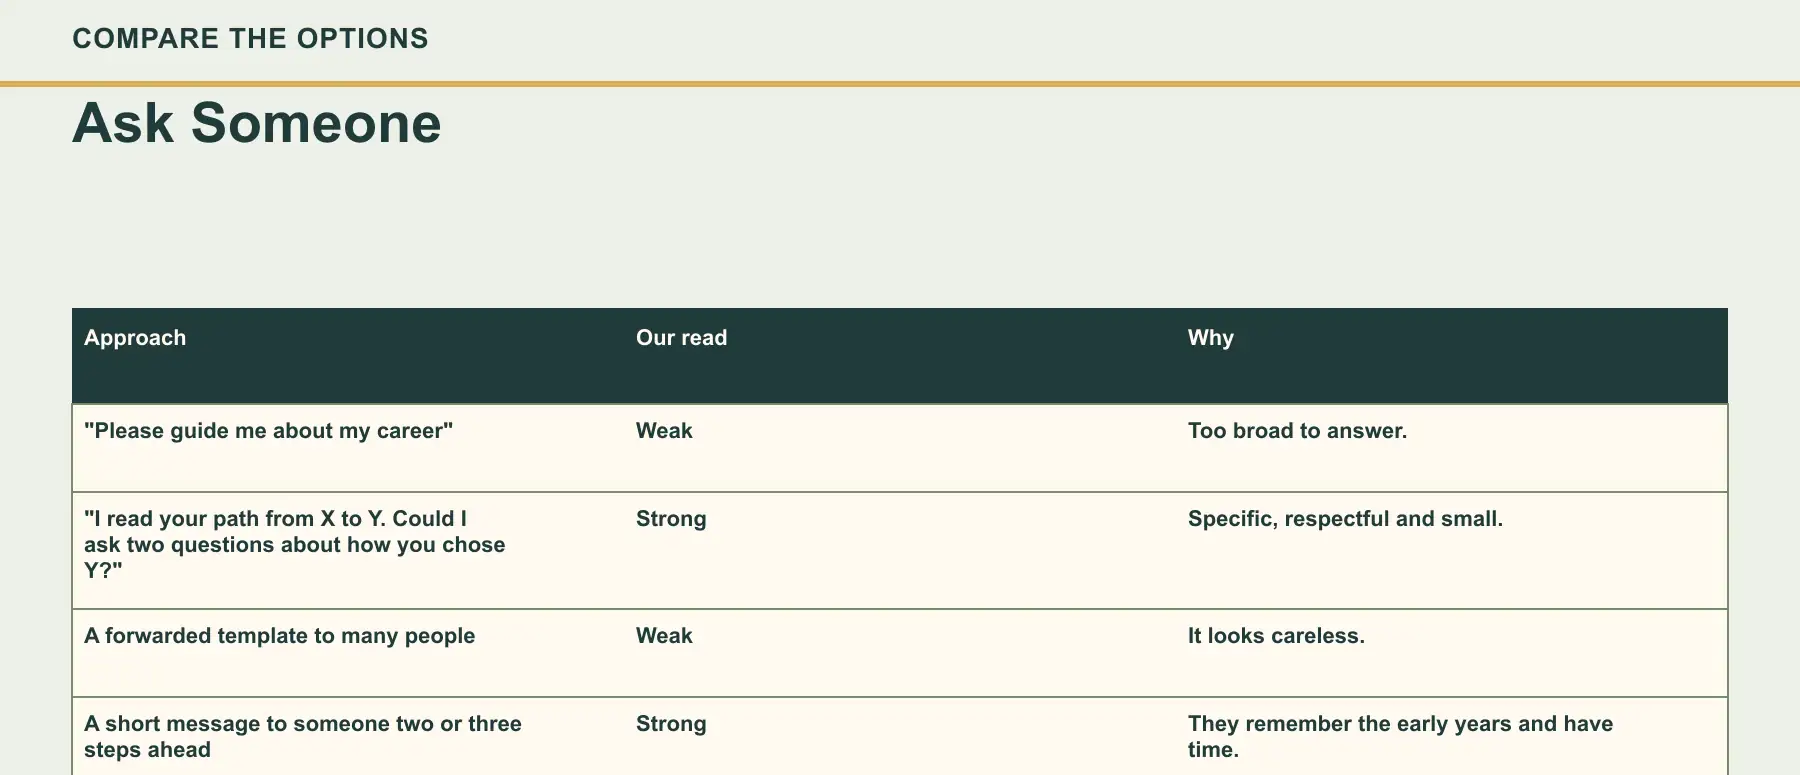 COMPARE THE OPTIONS
Ask Someone
Approach
Our read
Why
"Please guide me about my career"
Weak
Too broad to answer.
"I read your path from X to Y. Could I
ask two questions about how you chose
Y?"
Strong
Specific, respectful and small.
A forwarded template to many people
Weak
It looks careless.
A short message to someone two or three
steps ahead
Strong
They remember the early years and have
time.